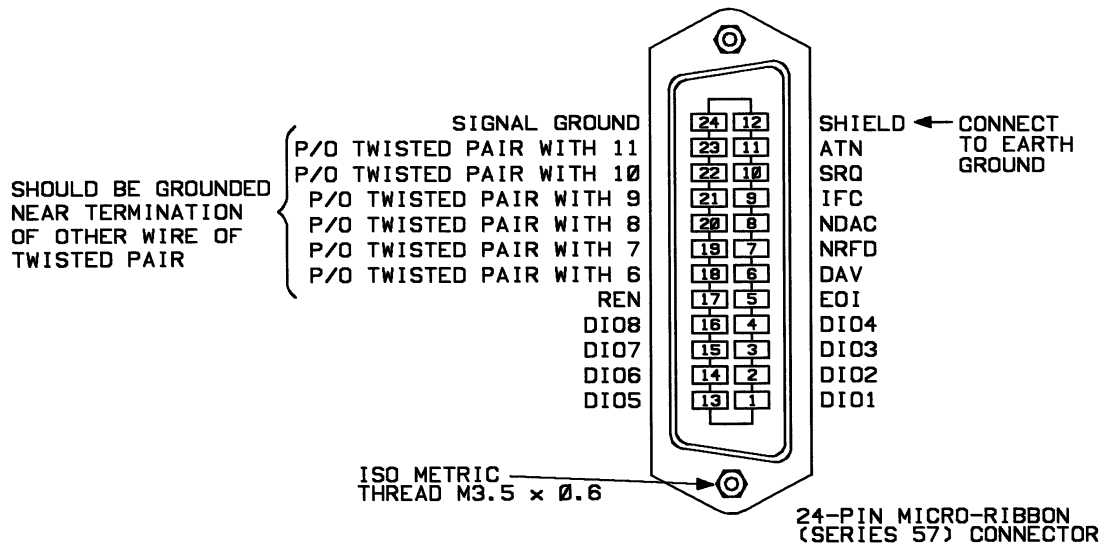 SIGNAL GROUND 24 12 SHIELD
P/O TWISTED PAIR WITH 11 23 11 ATN
P/O TWISTED PAIR WITH 10 22 10 SRQ
P/O TWISTED PAIR WITH 9 21 9 IFC
P/O TWISTED PAIR WITH 8 20 8 NDAC
P/O TWISTED PAIR WITH 7 19 7 NRFD
P/O TWISTED PAIR WITH 6 18 6 DAV
REN 17 5 EOI
DIO8 16 4 DIO4
DIO7 15 3 DIO3
DIO6 14 2 DIO2
DIO5 13 1 DIO1
CONNECT
TO EARTH
GROUND
SHOULD BE GROUNDED
NEAR TERMINATION
OF OTHER WIRE OF
TWISTED PAIR
ISO METRIC
THREAD M3.5 x 0.6
24-PIN MICRO-RIBBON
(SERIES 57) CONNECTOR